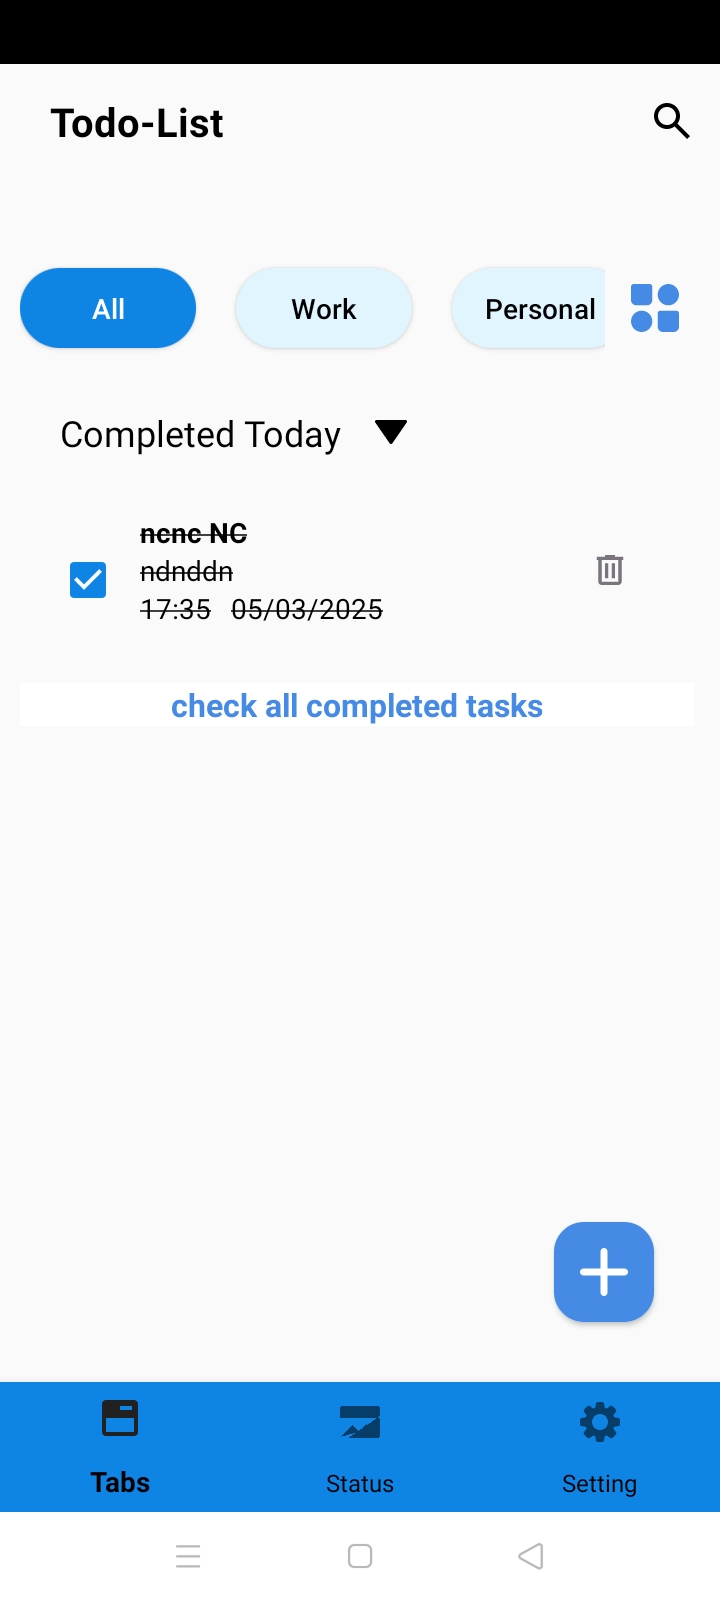 Todo-List
All
Work
Personal
Completed Today
ncnc NC
ndnddn
17:35 05/03/2025
check all completed tasks
Tabs
Status
Setting